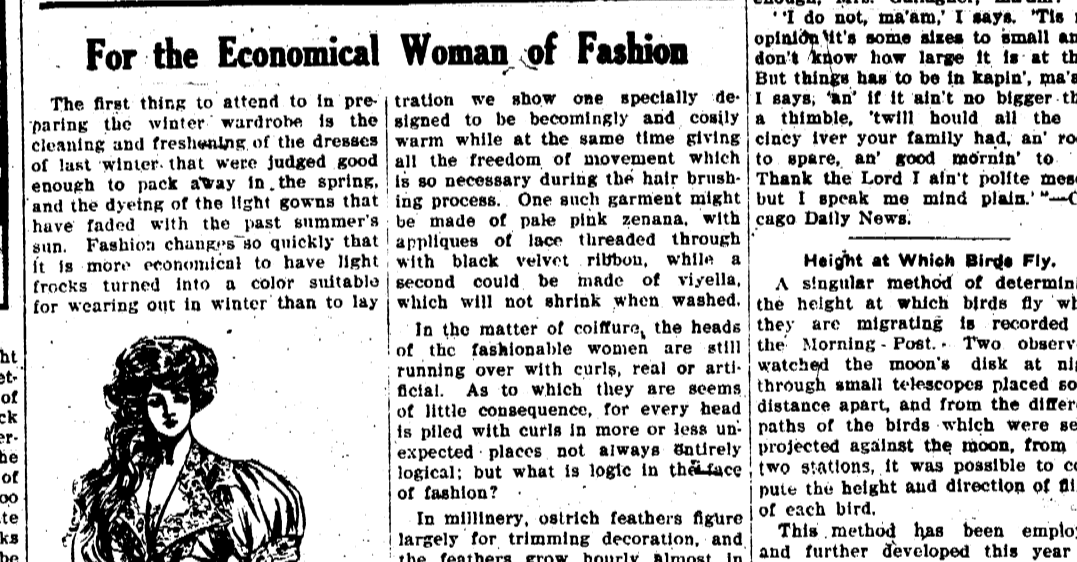 For the Economical Woman of Fashion
The first thing to attend to in pre-
paring the winter wardrobe is the
cleaning and freshening of the dresses
of last winter that were judged good
enough to pack away in the spring,
and the dyeing of the light gowns that
have faded with the past summer's
sun. Fashion changes so quickly that
it is more economical to have light
frocks turned into a color suitable
for wearing out in winter than to lay
tration we show one specially de-
signed to be becomingly and cosily
warm while at the same time giving
all the freedom of movement which
is so necessary during the hair brush-
ing process. One such garment might
be made of pale pink zenana, with
appliques of lace threaded through
with black velvet ribbon, while a
second could be made of viyella,
which will not shrink when washed.
In the matter of coiffure, the heads
of the fashionable women are still
running over with curls, real or arti-
ficial. As to which they are seems
of little consequence, for every head
is piled with curls in more or less un-
expected places not always entirely
logical; but what is logic in the face
of fashion?
In millinery, ostrich feathers figure
largely for trimming decoration, and
the feathers grow hourly almost in
"'I do not, ma'am,' I says. 'Tis
opinion it's some sizes to small
don't know how large it is at
But things has to be in kapin',
I says, 'an' if it ain't no bigger
a thimble, 'twill hould all the
cincy iver your family had, an'
to spare, an' good mornin' to
Thank the Lord I ain't polite
but I speak me mind plain.'"—
cago Daily News.
Height at Which Birds Fly.
A singular method of
the height at which birds fly
they are migrating is recorded
the Morning Post. Two
watched the moon's disk at
through small telescopes placed
distance apart, and from the
paths of the birds which were
projected against the moon, from
two stations, it was possible to
pute the height and direction of
of each bird.
This method has been
and further developed this year
ht
et-
of
ck
er-
he
of
oo
te
ks
be